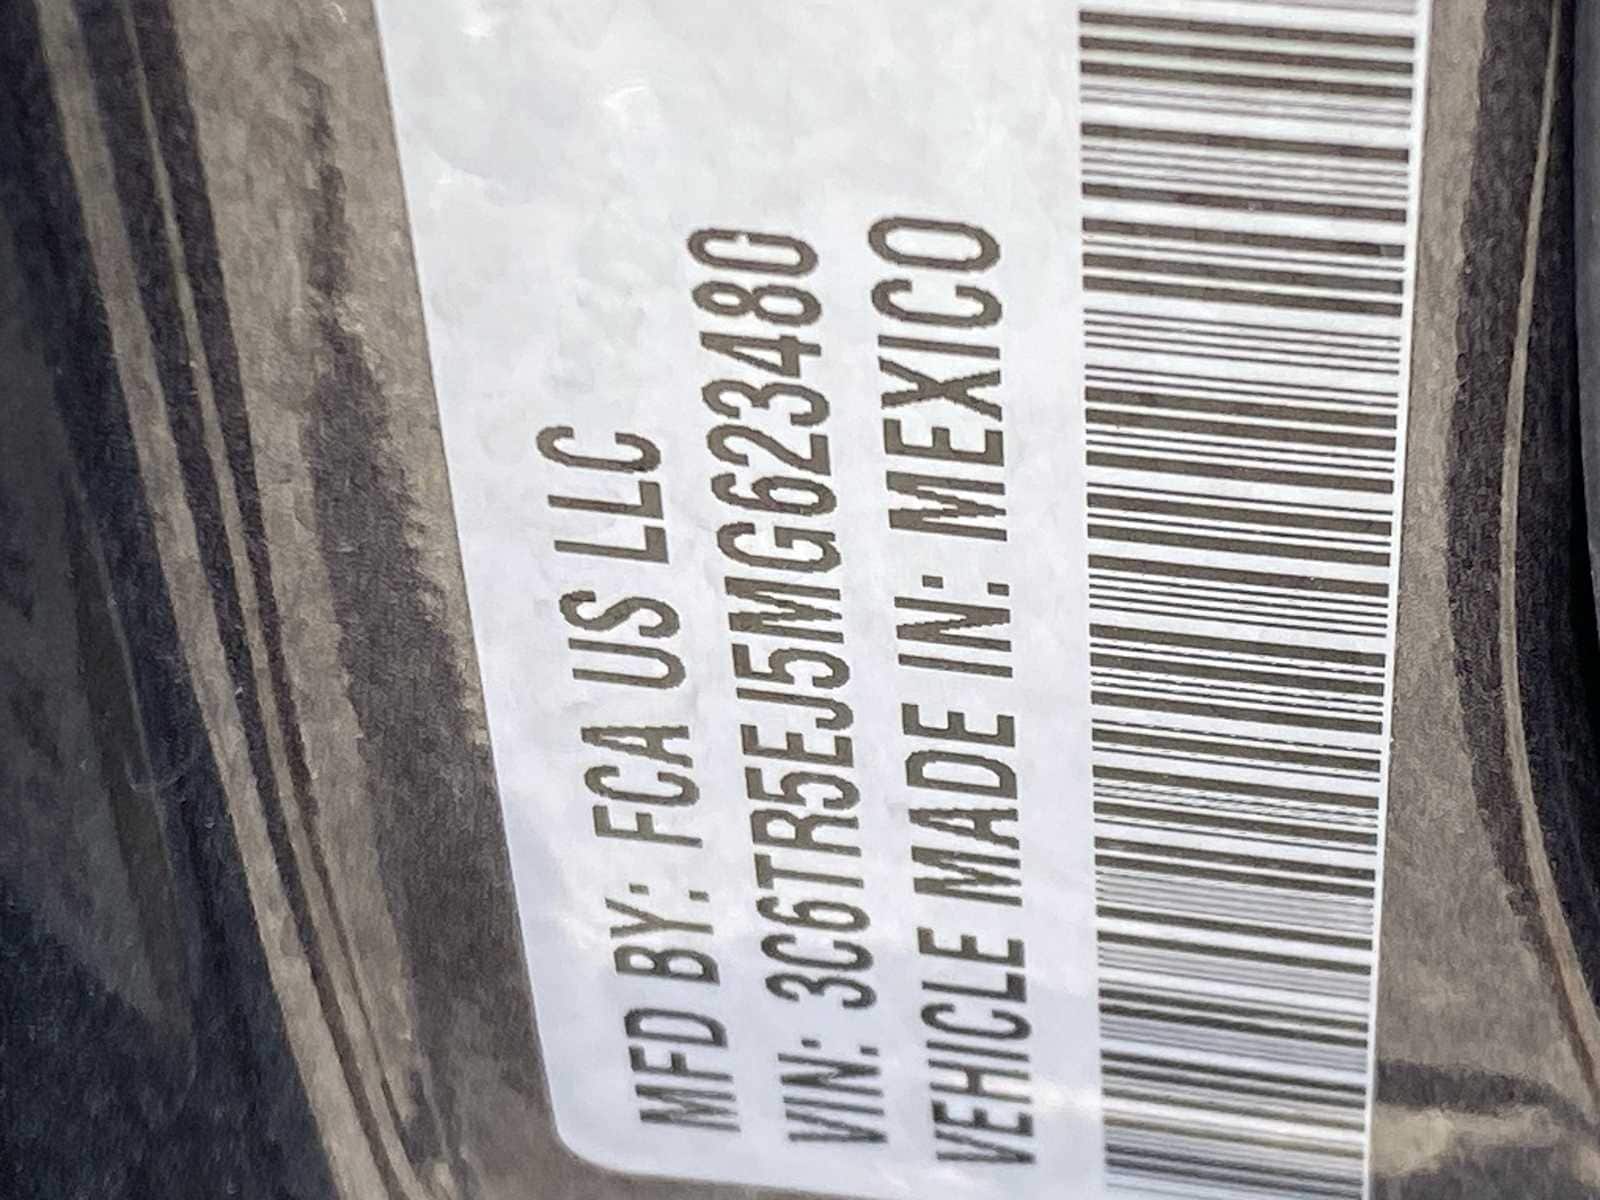 MFD BY: FCA US LLC
VIN: 3C6TR5EJ5MG623480
VEHICLE MADE IN: MEXICO